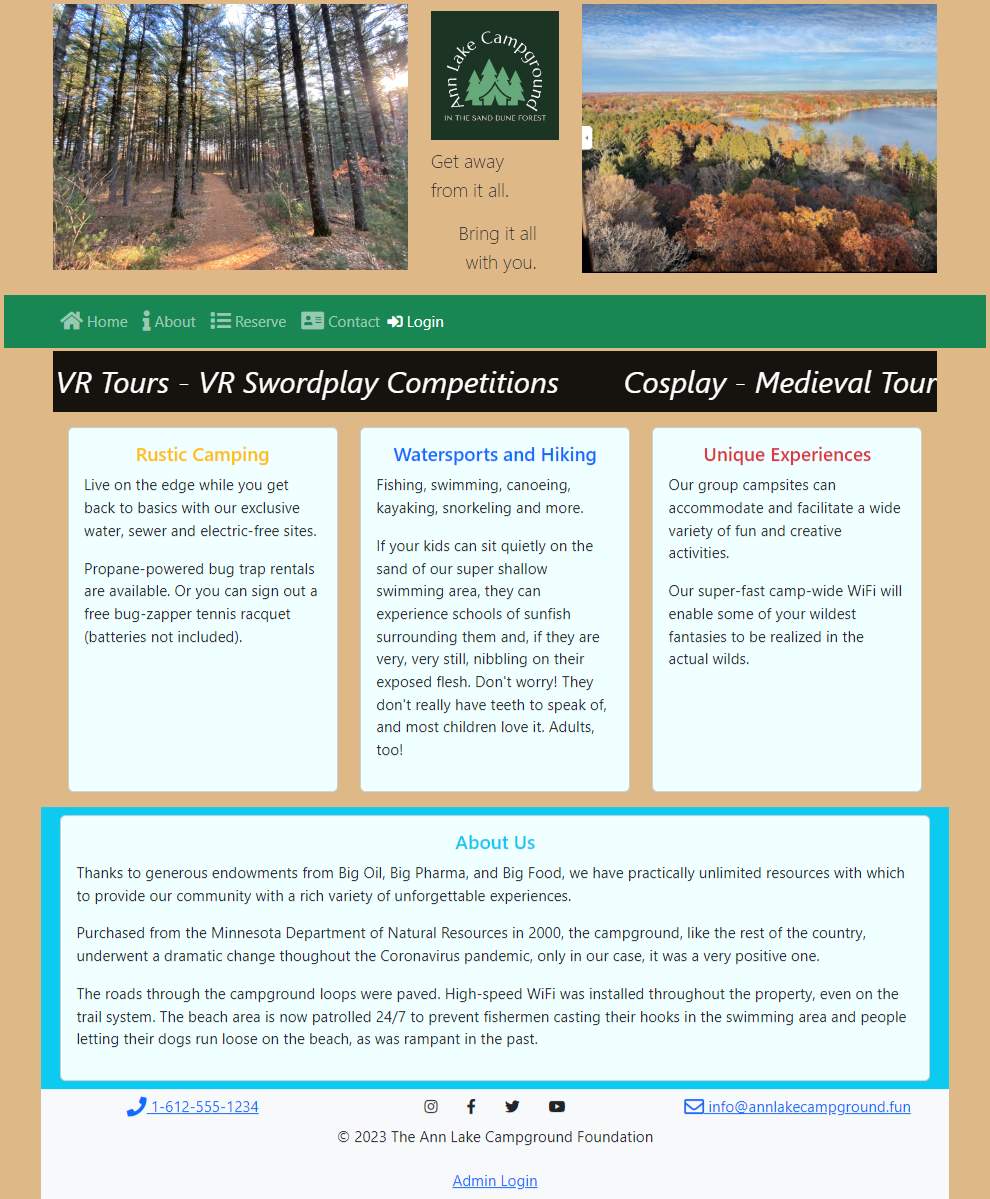 Ann Lake Campground
IN THE SAND DUNE FOREST
Get away
from it all.
Bring it all
with you.
Home About Reserve Contact Login
VR Tours - VR Swordplay Competitions Cosplay - Medieval Tour
Rustic Camping
Live on the edge while you get
back to basics with our exclusive
water, sewer and electric-free sites.
Propane-powered bug trap rentals
are available. Or you can sign out a
free bug-zapper tennis racquet
(batteries not included).
Watersports and Hiking
Fishing, swimming, canoeing,
kayaking, snorkeling and more.
If your kids can sit quietly on the
sand of our super shallow
swimming area, they can
experience schools of sunfish
surrounding them and, if they are
very, very still, nibbling on their
exposed flesh. Don't worry! They
don't really have teeth to speak of,
and most children love it. Adults,
too!
Unique Experiences
Our group campsites can
accommodate and facilitate a wide
variety of fun and creative
activities.
Our super-fast camp-wide WiFi will
enable some of your wildest
fantasies to be realized in the
actual wilds.
About Us
Thanks to generous endowments from Big Oil, Big Pharma, and Big Food, we have practically unlimited resources with which
to provide our community with a rich variety of unforgettable experiences.
Purchased from the Minnesota Department of Natural Resources in 2000, the campground, like the rest of the country,
underwent a dramatic change thoughout the Coronavirus pandemic, only in our case, it was a very positive one.
The roads through the campground loops were paved. High-speed WiFi was installed throughout the property, even on the
trail system. The beach area is now patrolled 24/7 to prevent fishermen casting their hooks in the swimming area and people
letting their dogs run loose on the beach, as was rampant in the past.
1-612-555-1234 info@annlakecampground.fun
© 2023 The Ann Lake Campground Foundation
Admin Login